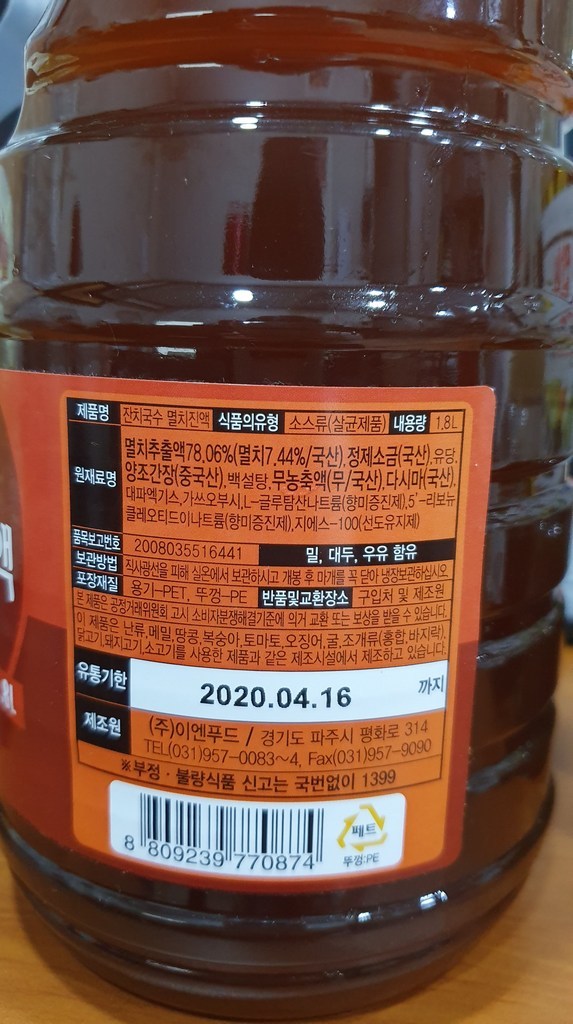 제품명 잔치국수 멸치진액 식품의유형 소스류(살균제품) 내용량 1.8L
원재료명 멸치추출액78.06%(멸치7.44%/국산),정제소금(국산),유당,
양조간장(중국산),백설탕,무농축액(무/국산),다시마(국산),
대파엑기스,가쓰오부시,L-글루탐산나트륨(향미증진제),5'-리보뉴
클레오티드이나트륨(향미증진제),지에스-100(선도유지제)
품목보고번호 2008035516441 밀, 대두, 우유 함유
보관방법 직사광선을 피해 실온에서 보관하시고 개봉 후 마개를 꼭 닫아 냉장보관하십시오
포장재질 용기-PET, 뚜껑-PE 반품및교환장소 구입처 및 제조원
본 제품은 공정거래위원회 고시 소비자분쟁해결기준에 의거 교환 또는 보상을 받을 수 있습니다.
이 제품은 난류,메밀,땅콩,복숭아,토마토,오징어,굴,조개류(홍합,바지락),
닭고기,돼지고기,소고기를 사용한 제품과 같은 제조시설에서 제조하고 있습니다.
유통기한 2020.04.16 까지
제조원 (주)이엔푸드 / 경기도 파주시 평화로 314
TEL(031)957-0083~4, Fax(031)957-9090
※부정·불량식품 신고는 국번없이 1399
8 809239 770874
페트
뚜껑:PE